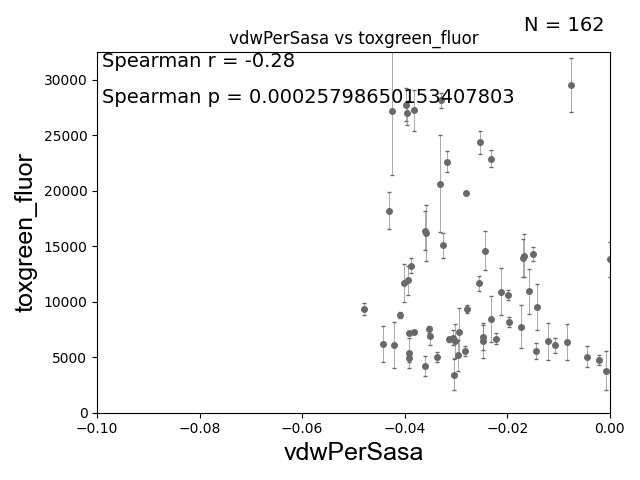 N = 162
vdwPerSasa vs toxgreen_fluor
Spearman r = -0.28
Spearman p = 0.00025798650153407803
30000
25000
20000
15000
10000
5000
0
toxgreen_fluor
−0.10 −0.08 −0.06 −0.04 −0.02 0.00
vdwPerSasa